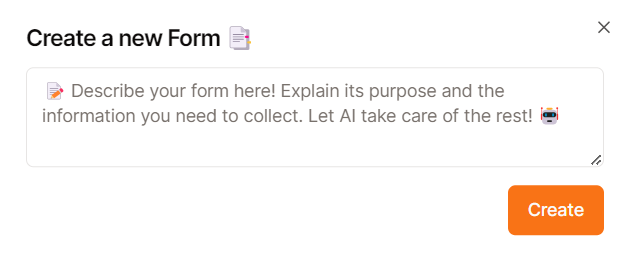 Create a new Form 📑
📝 Describe your form here! Explain its purpose and the
information you need to collect. Let AI take care of the rest! 🤖
Create